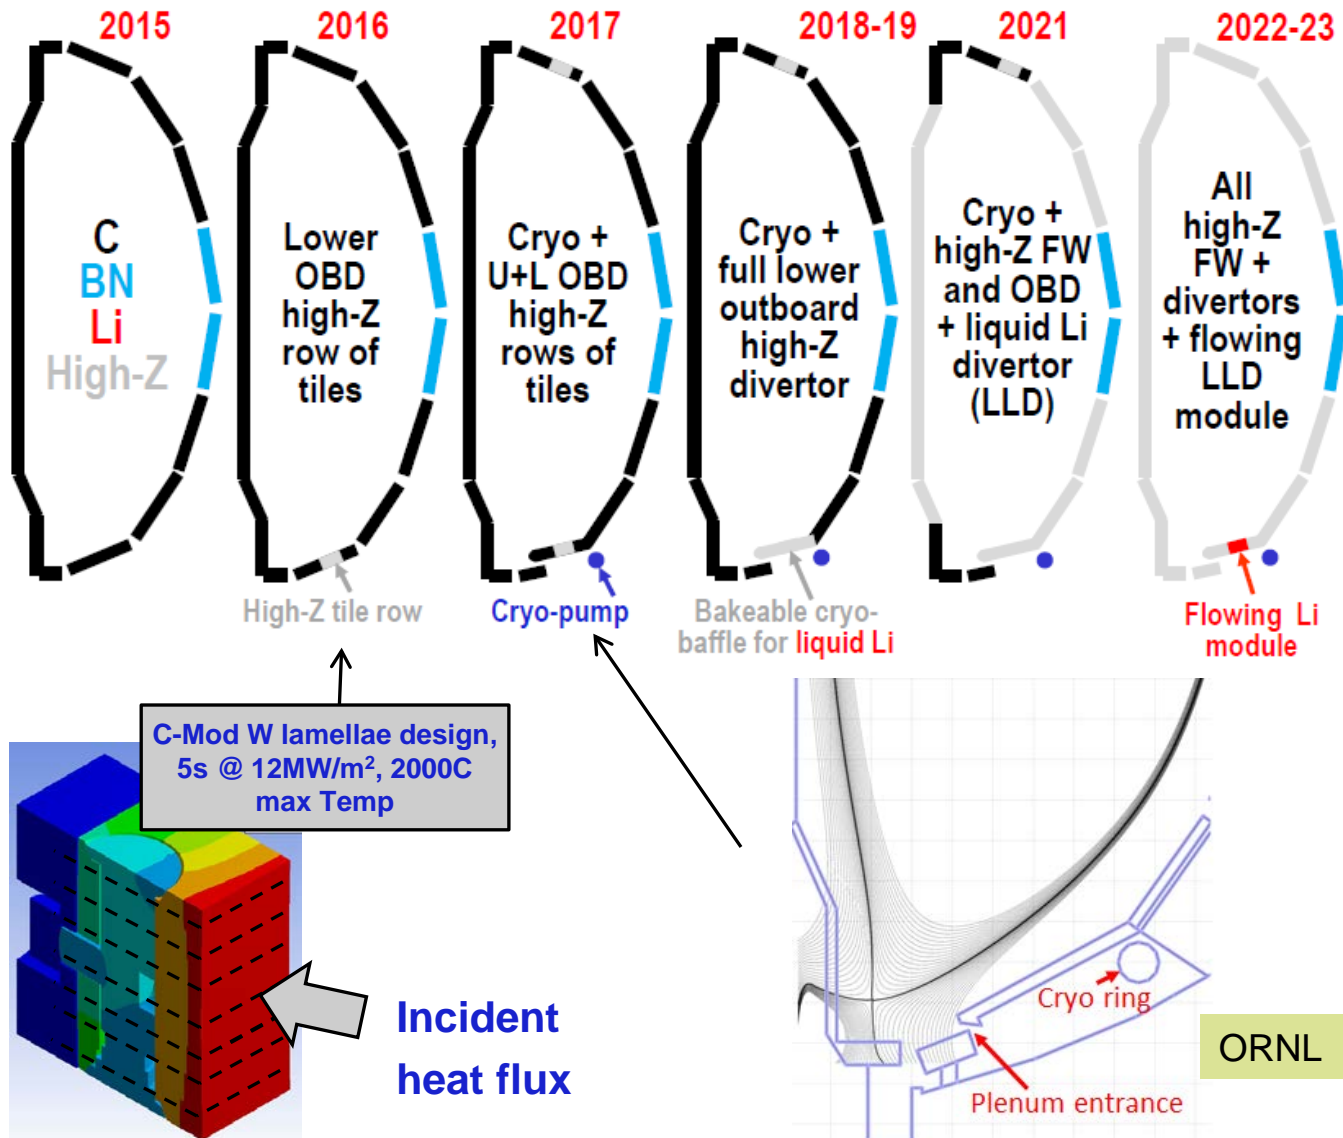 2015
2016
2017
2018-19
2021
2022-23
C
BN
Li
High-Z
Lower
OBD
high-Z
row of
tiles
Cryo +
U+L OBD
high-Z
rows of
tiles
Cryo +
full lower
outboard
high-Z
divertor
Cryo +
high-Z FW
and OBD
+ liquid Li
divertor
(LLD)
All
high-Z
FW +
divertors
+ flowing
LLD
module
High-Z tile row
Cryo-pump
Bakeable cryo-
baffle for liquid Li
Flowing Li
module
C-Mod W lamellae design,
5s @ 12MW/m², 2000C
max Temp
Incident
heat flux
Cryo ring
Plenum entrance
ORNL